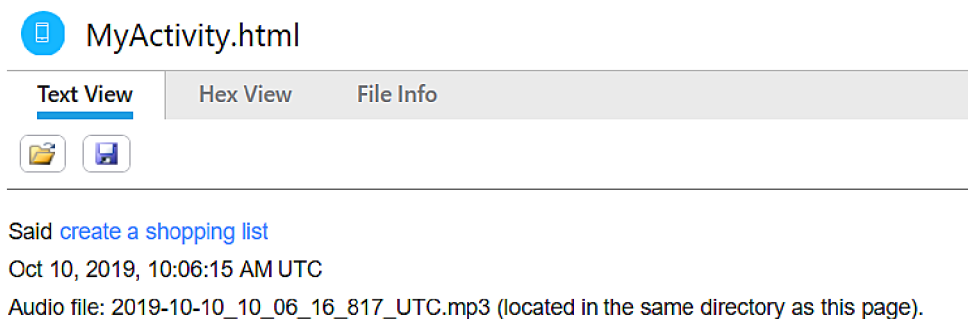 MyActivity.html
Text View Hex View File Info
Said create a shopping list
Oct 10, 2019, 10:06:15 AM UTC
Audio file: 2019-10-10_10_06_16_817_UTC.mp3 (located in the same directory as this page).